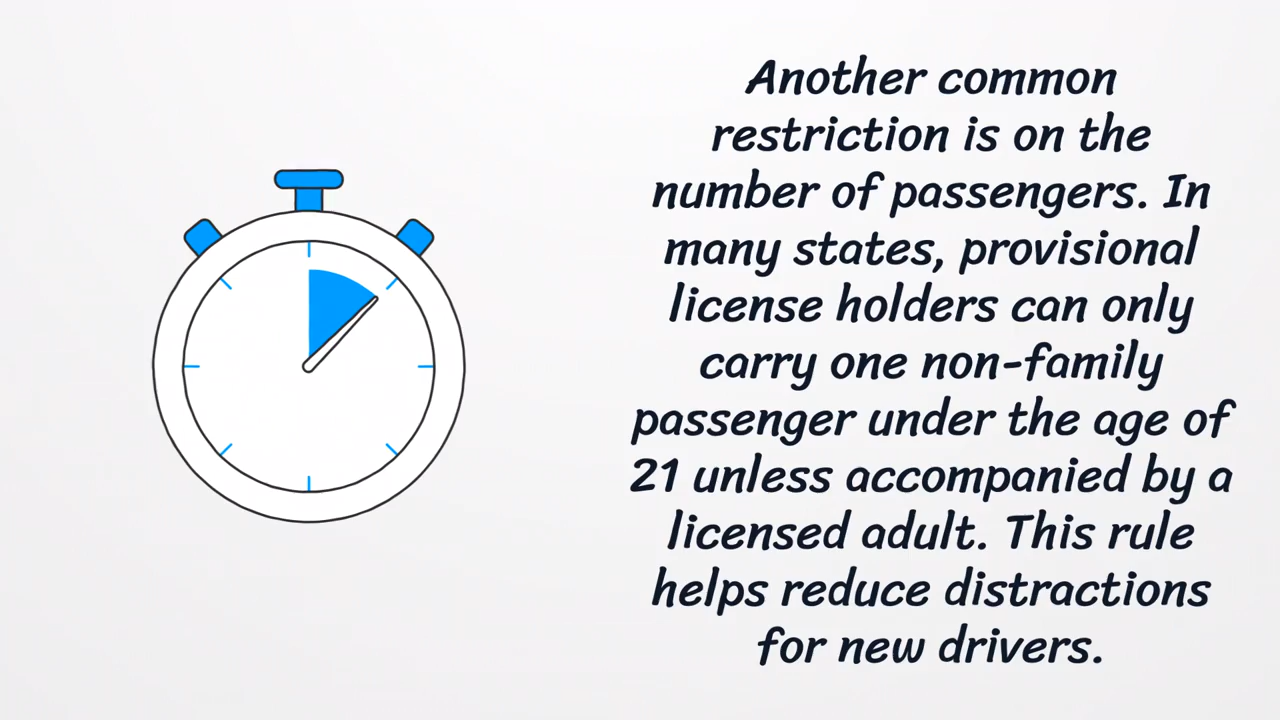 Another common
restriction is on the
number of passengers. In
many states, provisional
license holders can only
carry one non-family
passenger under the age of
21 unless accompanied by a
licensed adult. This rule
helps reduce distractions
for new drivers.